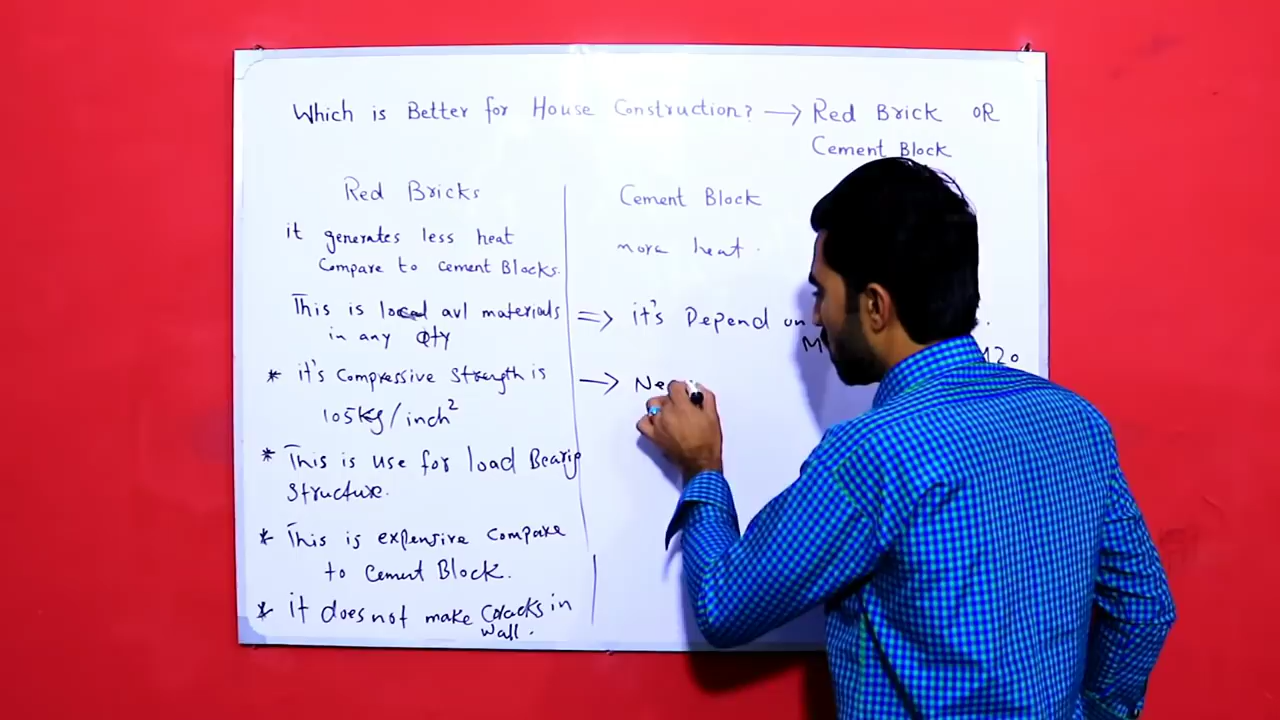 Which is Better for House Construction? → Red Brick OR
Cement Block
Red Bricks
it generates less heat
Compare to cement Blocks.
This is local avl materials
in any Qty
* it's Compressive Strength is
105Kg/inch²
* This is use for load Bearig
Structure.
* This is expensive Compare
to Cement Block.
* it does not make Cracks in
wall.
Cement Block
more heat.
⇒ it's Depend on
M20
→